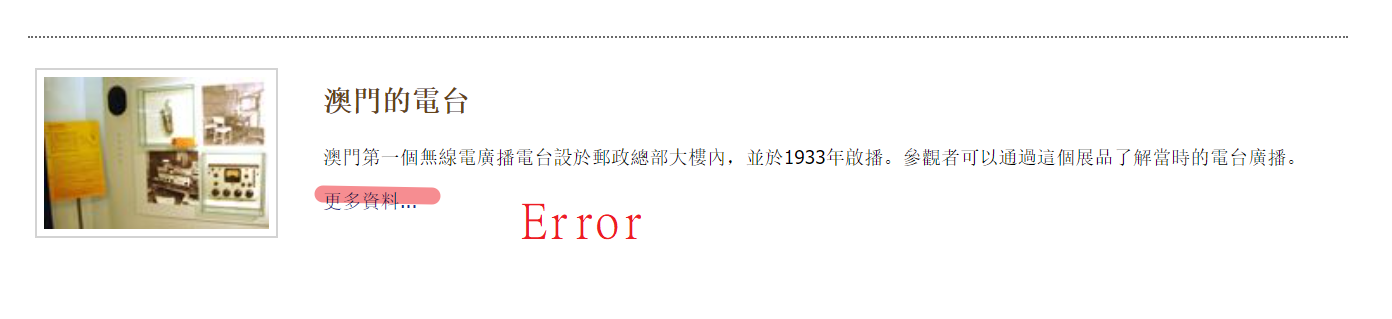 澳門的電台
澳門第一個無線電廣播電台設於郵政總部大樓內，並於1933年啟播。參觀者可以通過這個展品了解當時的電台廣播。
更多資料...
Error